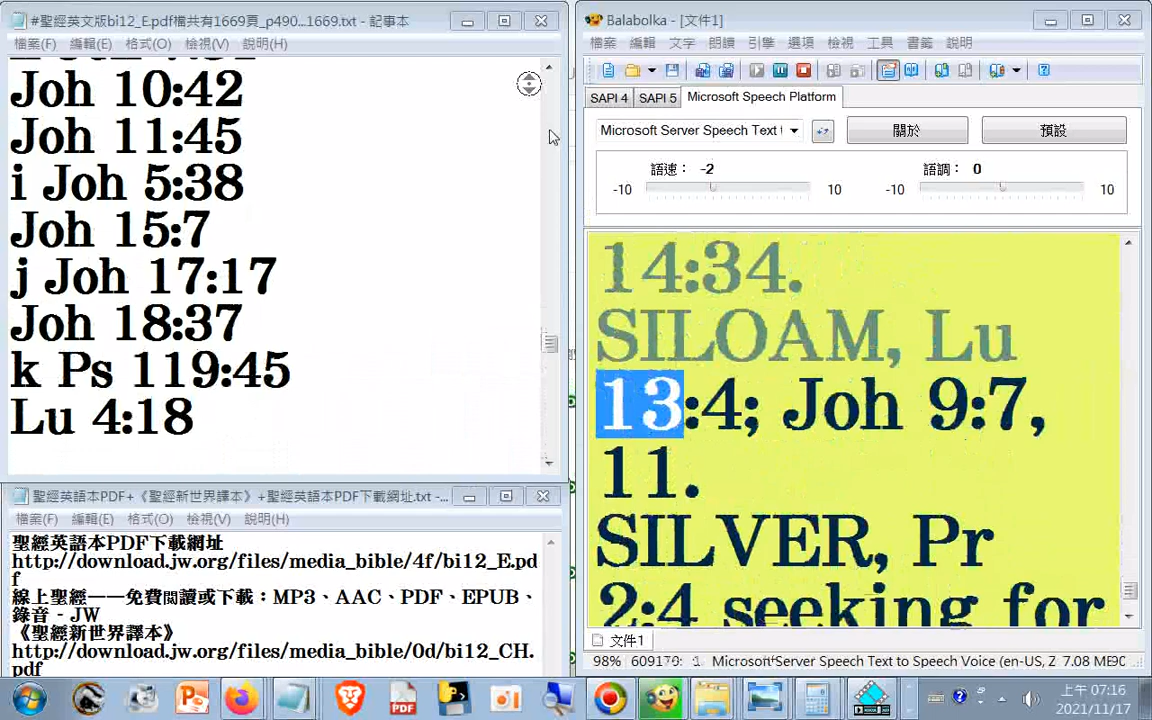 #聖經英文版bi12_E.pdf檔共有1669頁_p490...1669.txt - 記事本
檔案(F) 編輯(E) 格式(O) 檢視(V) 說明(H)
Joh 10:42
Joh 11:45
i Joh 5:38
Joh 15:7
j Joh 17:17
Joh 18:37
k Ps 119:45
Lu 4:18
聖經英語本PDF+《聖經新世界譯本》+聖經英語本PDF下載網址.txt -...
檔案(F) 編輯(E) 格式(O) 檢視(V) 說明(H)
聖經英語本PDF下載網址
http://download.jw.org/files/media_bible/4f/bi12_E.pd
f
線上聖經——免費閱讀或下載：MP3、AAC、PDF、EPUB、
錄音 - JW
《聖經新世界譯本》
http://download.jw.org/files/media_bible/0d/bi12_CH.
pdf
Balabolka - [文件1]
檔案 編輯 文字 朗讀 引擎 選項 檢視 工具 書籤 說明
SAPI 4 SAPI 5 Microsoft Speech Platform
Microsoft Server Speech Text 關於 預設
語速： -2 語調： 0
-10 10 -10 10
14:34.
SILOAM, Lu
13:4; Joh 9:7,
11.
SILVER, Pr
2:4 seeking for
文件1
98% Microsoft Server Speech Text to Speech Voice (en-US, Z 7.08 ME
上午 07:16
2021/11/17